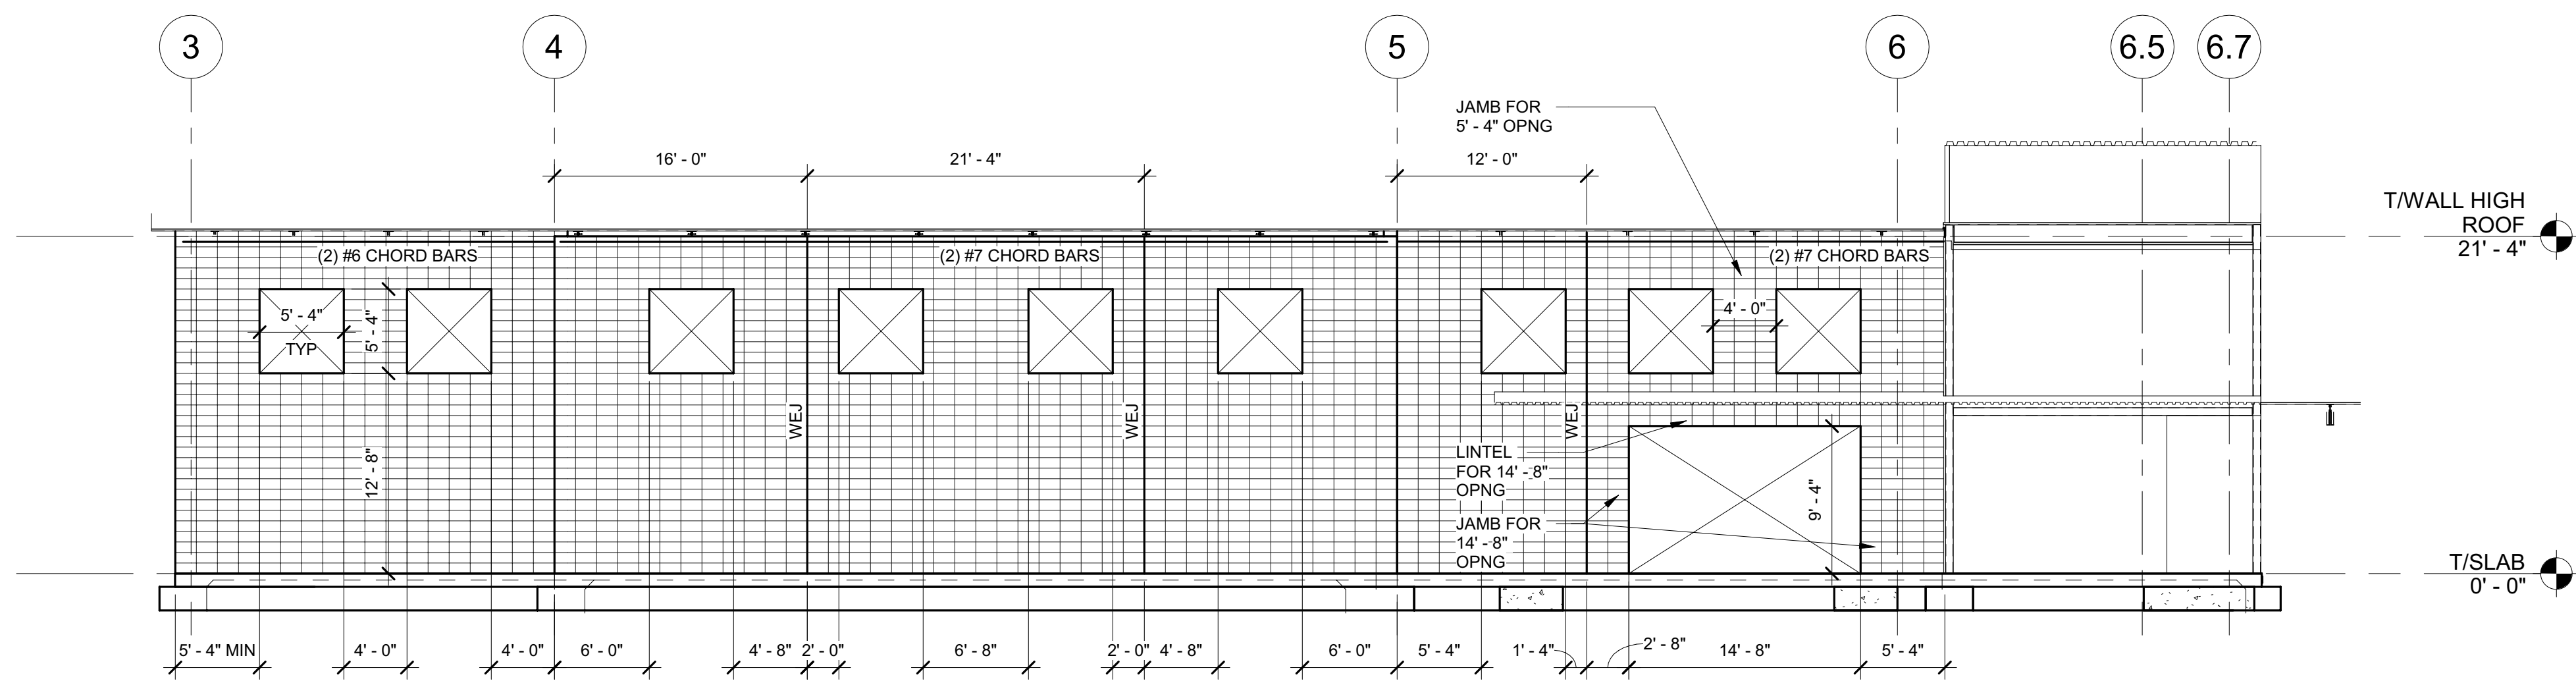 3
4
5
6
6.5
6.7
JAMB FOR
5' - 4" OPNG
16' - 0"
21' - 4"
12' - 0"
T/WALL HIGH
ROOF
21' - 4"
(2) #6 CHORD BARS
(2) #7 CHORD BARS
(2) #7 CHORD BARS
5' - 4"
TYP
5' - 4"
4' - 0"
12' - 8"
WEJ
WEJ
WEJ
LINTEL
FOR 14' - 8"
OPNG
JAMB FOR
14' - 8"
OPNG
9' - 4"
T/SLAB
0' - 0"
5' - 4" MIN
4' - 0"
4' - 0"
6' - 0"
4' - 8"
2' - 0"
6' - 8"
2' - 0"
4' - 8"
6' - 0"
5' - 4"
1' - 4"
2' - 8"
14' - 8"
5' - 4"